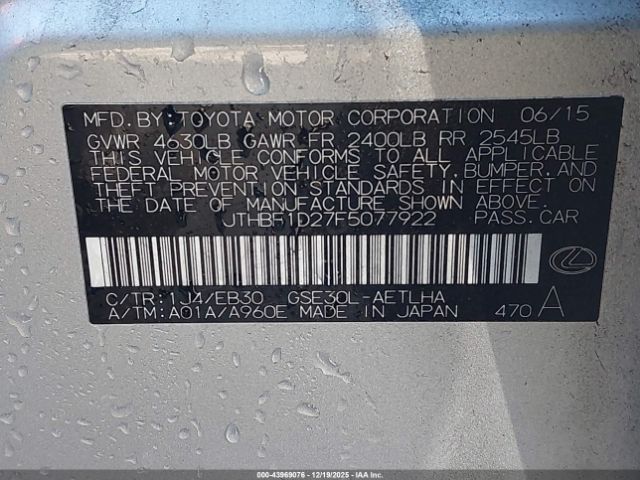 MFD. BY: TOYOTA MOTOR CORPORATION 06/15
GVWR 4630LB GAWR FR 2400LB RR 2545LB
THIS VEHICLE CONFORMS TO ALL APPLICABLE
FEDERAL MOTOR VEHICLE SAFETY, BUMPER, AND
THEFT PREVENTION STANDARDS IN EFFECT ON
THE DATE OF MANUFACTURE SHOWN ABOVE.
JTHBF1D27F5077922 PASS.CAR
C/TR: 1J4/EB30 GSE30L-AETLHA
A/TM: A01A/A960E MADE IN JAPAN 470 A
000-43969076 - 12/19/2025 - IAAI.COM